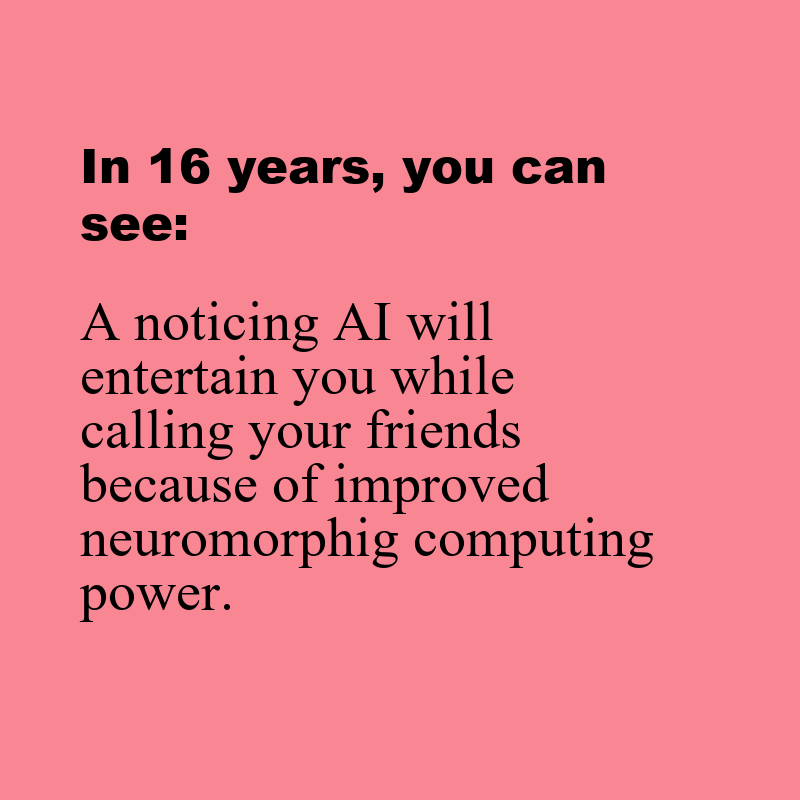 In 16 years, you can
see:
A noticing AI will
entertain you while
calling your friends
because of improved
neuromorphig computing
power.